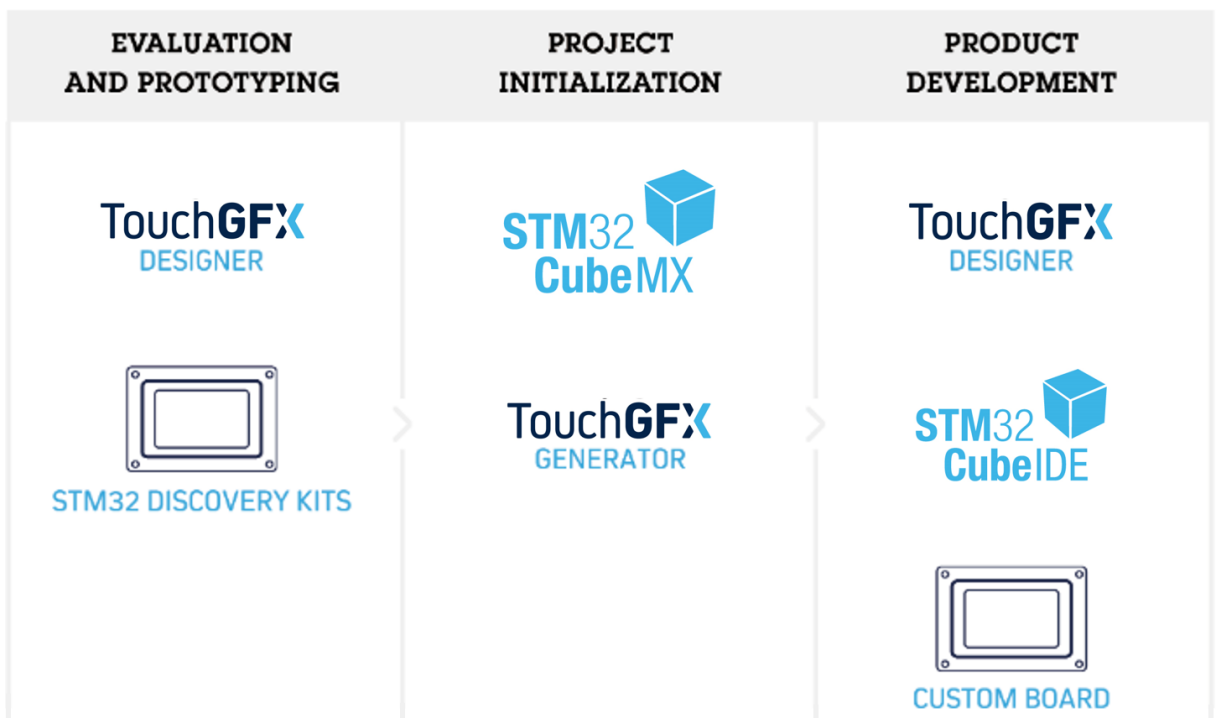 EVALUATION
AND PROTOTYPING
TouchGFX
DESIGNER
STM32 DISCOVERY KITS
PROJECT
INITIALIZATION
STM32
CubeMX
TouchGFX
GENERATOR
PRODUCT
DEVELOPMENT
TouchGFX
DESIGNER
STM32
CubeIDE
CUSTOM BOARD